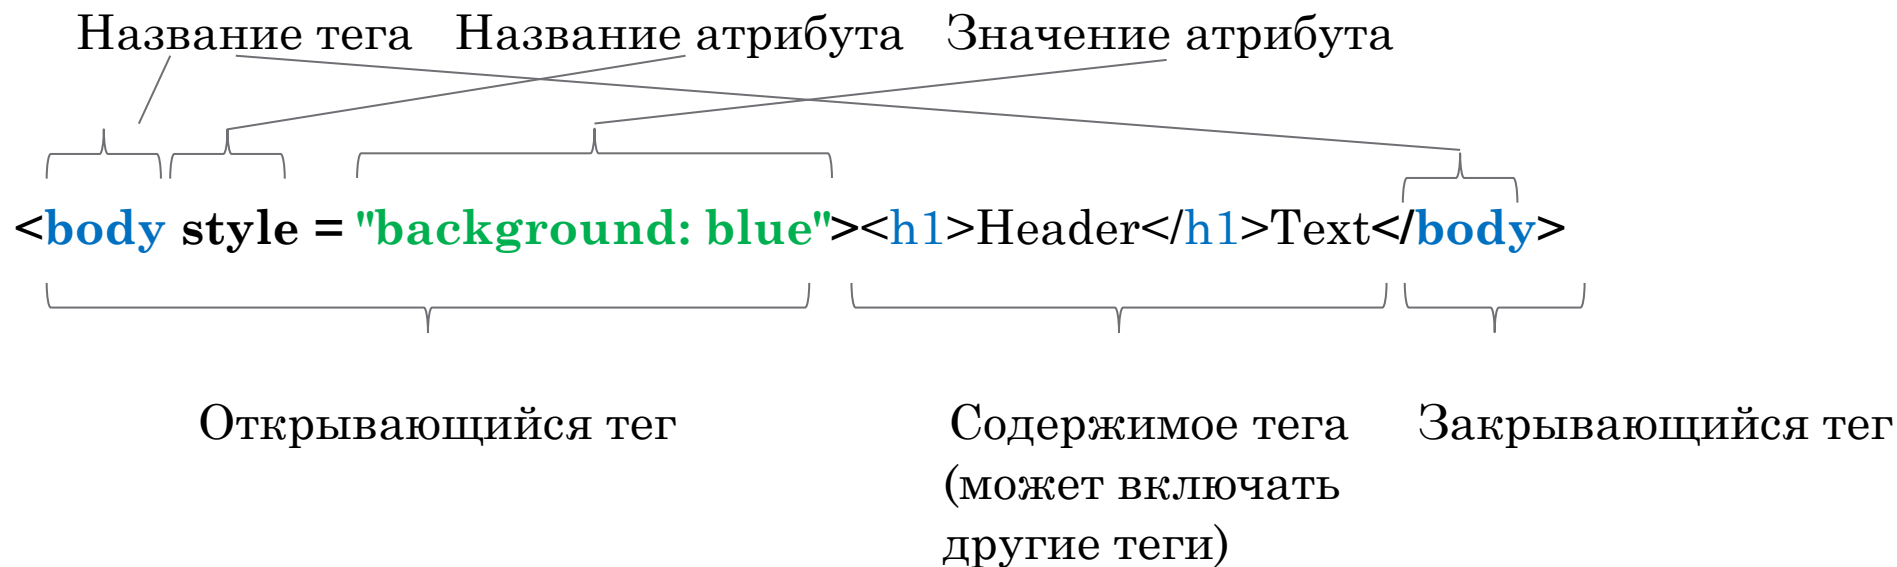 Название тега Название атрибута Значение атрибута
<body style = "background: blue"><h1>Header</h1>Text</body>
Открывающийся тег
Содержимое тега
(может включать
другие теги)
Закрывающийся тег